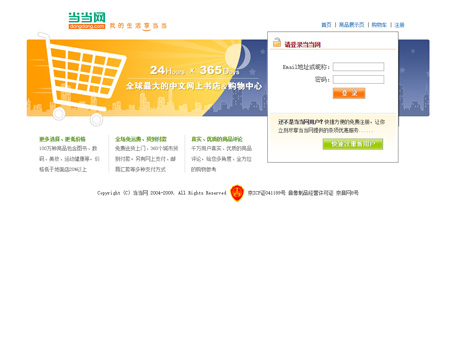 当当网
dangdang.com
我的生活享当当
首页 | 商品展示页 | 购物车 | 注册
24Hours 365Days
全球最大的中文网上书店&购物中心
请登录当当网
Email地址或昵称:
密码:
登 录
还不是当当网用户? 快捷方便的免费注册，让你
立刻尽享当当网提供的条项优惠服务......
快速注册新用户
更多选择、更低价格
100万种商品包含图书、数
码、美妆、运动健康等，价
格低于地面店20%以上
全场免运费、货到付款
免费送货上门、360个城市货
到付款，另有网上支付、邮
局汇款等多种支付方式
真实、优质的商品评论
千万用户真实、优质的商品
评论，给您多角度、全方位
的购物参考
Copyright (C) 当当网 2004-2009, All Rights Reserved
京ICP证041189号 音像制品经营许可证 京音网8号